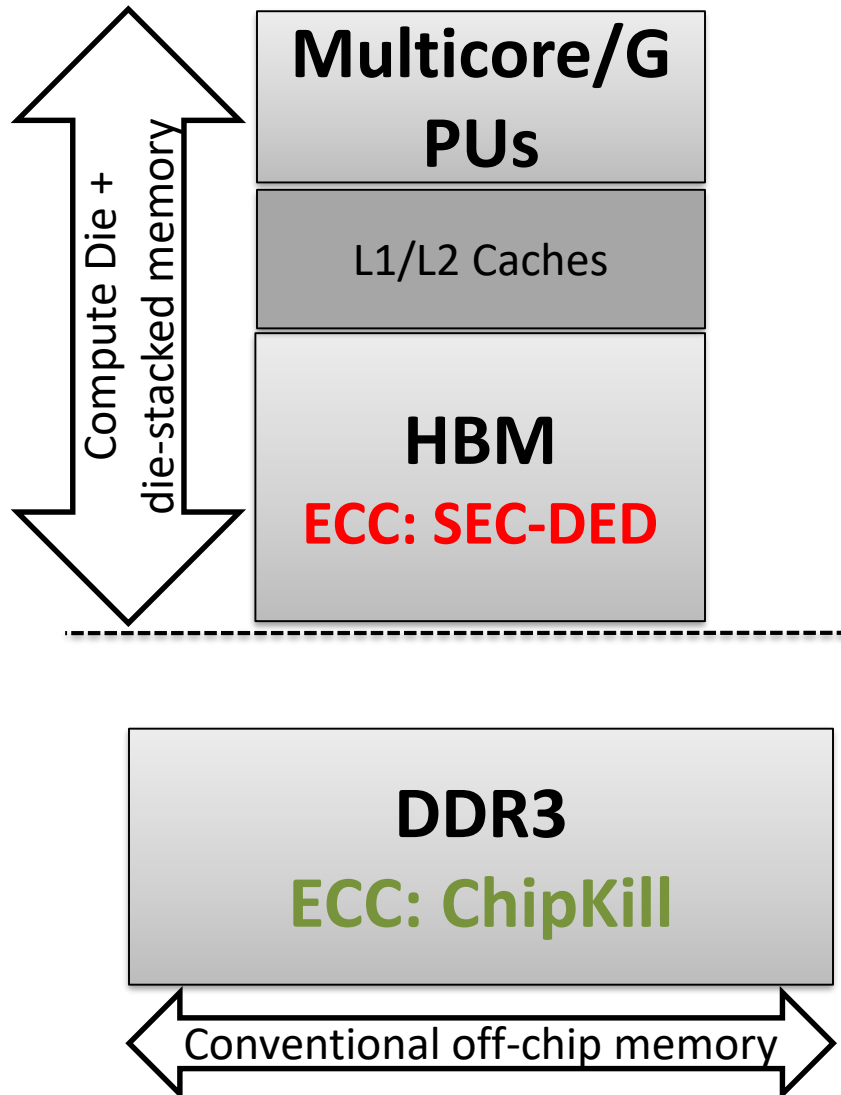 Multicore/G
PUs
Compute Die +
die-stacked memory
L1/L2 Caches
HBM
ECC: SEC-DED
DDR3
ECC: ChipKill
Conventional off-chip memory